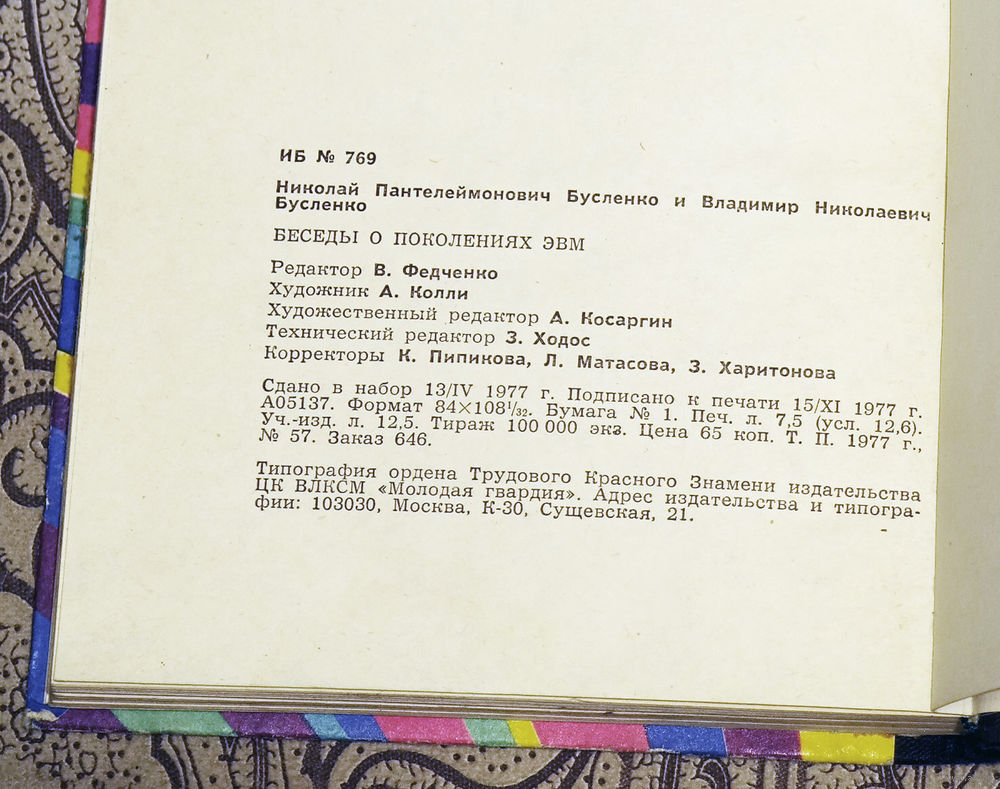 ИБ № 769
Николай Пантелеймонович Бусленко и Владимир Николаевич
Бусленко
БЕСЕДЫ О ПОКОЛЕНИЯХ ЭВМ
Редактор В. Федченко
Художник А. Колли
Художественный редактор А. Косаргин
Технический редактор З. Ходос
Корректоры К. Пипикова, Л. Матасова, З. Харитонова
Сдано в набор 13/IV 1977 г. Подписано к печати 15/XI 1977 г.
А05137. Формат 84×108¹/₃₂. Бумага № 1. Печ. л. 7,5 (усл. 12,6).
Уч.-изд. л. 12,5. Тираж 100 000 экз. Цена 65 коп. Т. П. 1977 г.,
№ 57. Заказ 646.
Типография ордена Трудового Красного Знамени издательства
ЦК ВЛКСМ «Молодая гвардия». Адрес издательства и типогра-
фии: 103030, Москва, К-30, Сущевская, 21.